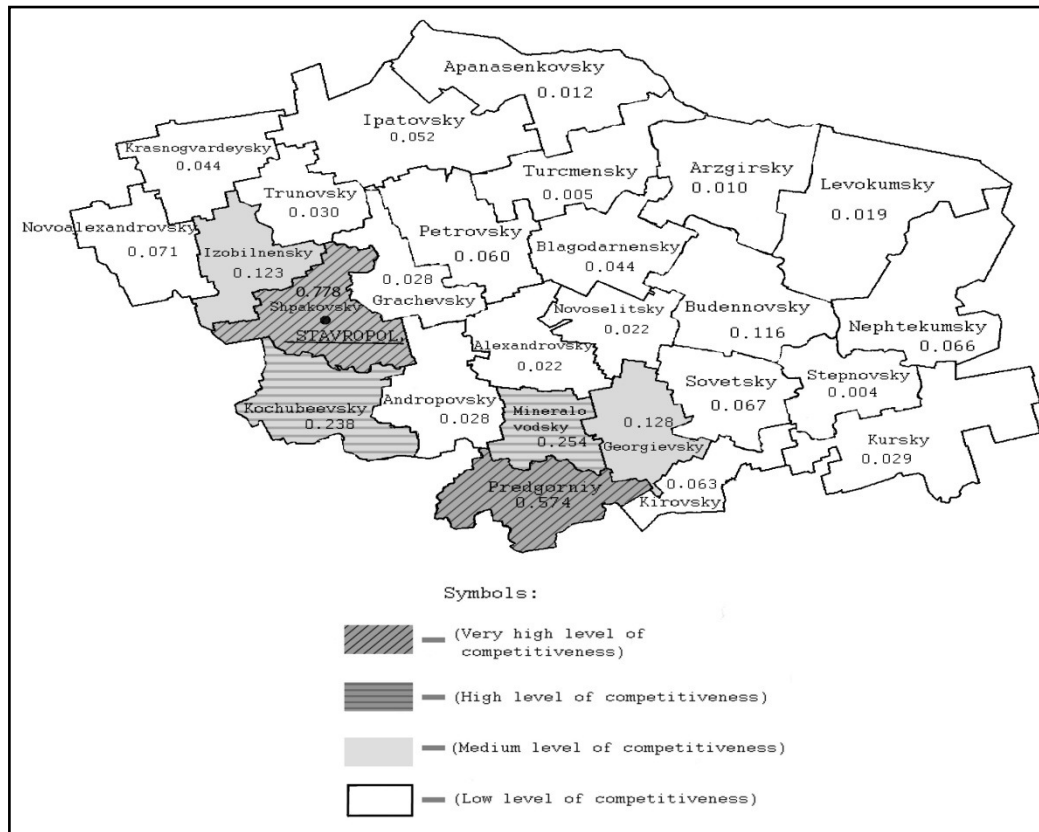 Apanasenkovsky
0.012
Ipatovsky
0.052
Krasnogvardeysky
0.044
Turcmensky
0.005
Arzgirsky
0.010
Levokumsky
0.019
Trunovsky
0.030
Novoalexandrovsky
0.071
Izobilnensky
0.123
Petrovsky
0.060
Blagodarnensky
0.044
0.028
Grachevsky
0.778
Shpakovsky
STAVROPOL
Novoselitsky
0.022
Budennovsky
0.116
Nephtekumsky
0.066
Alexandrovsky
0.022
Stepnovsky
0.004
Sovetsky
0.067
Kochubeevsky
0.238
Andropovsky
0.028
Mineralo
vodsky
0.254
0.128
Georgievsky
Kursky
0.029
Predgorniy
0.574
0.063
Kirovsky
Symbols:
(Very high level of
competitiveness)
(High level of competitiveness)
(Medium level of competitiveness)
(Low level of competitiveness)